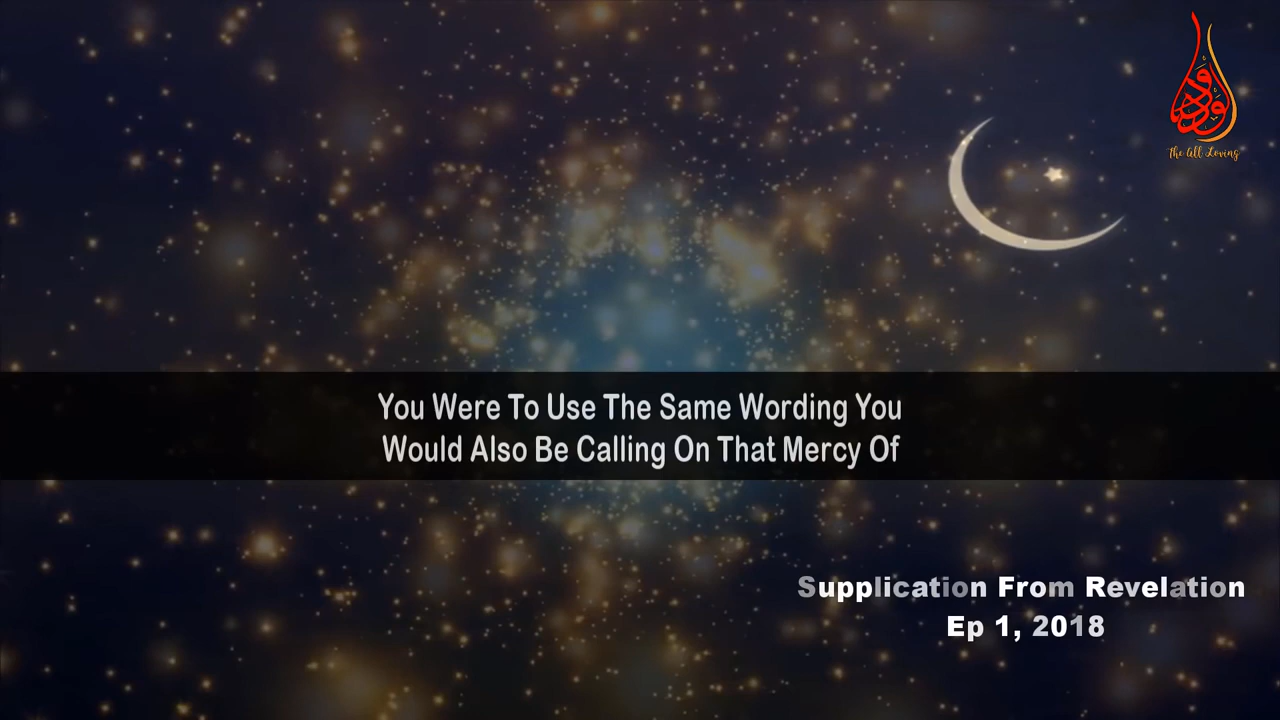 الودود
The All Loving
You Were To Use The Same Wording You
Would Also Be Calling On That Mercy Of
Supplication From Revelation
Ep 1, 2018